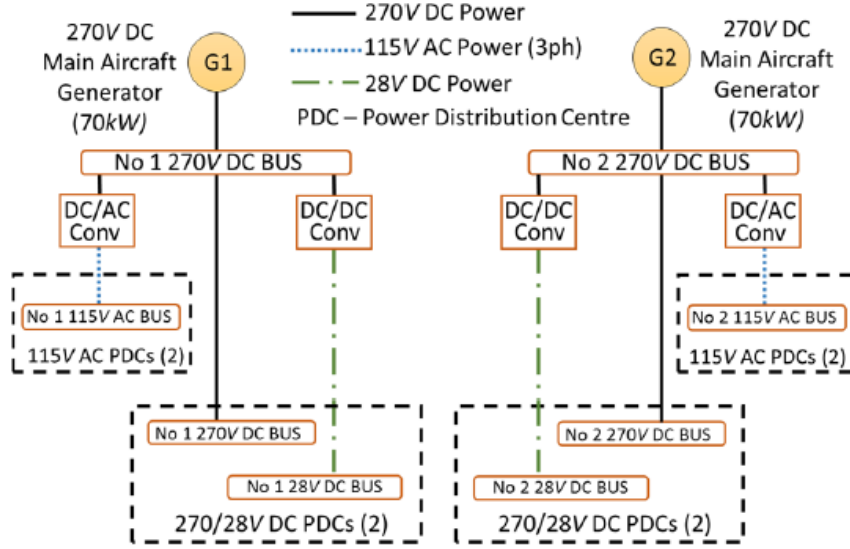 270V DC
Main Aircraft
Generator
(70kW)
G1
270V DC Power
115V AC Power (3ph)
28V DC Power
PDC – Power Distribution Centre
G2
270V DC
Main Aircraft
Generator
(70kW)
No 1 270V DC BUS
No 2 270V DC BUS
DC/AC
Conv
DC/DC
Conv
DC/DC
Conv
DC/AC
Conv
No 1 115V AC BUS
115V AC PDCs (2)
No 2 115V AC BUS
115V AC PDCs (2)
No 1 270V DC BUS
No 1 28V DC BUS
270/28V DC PDCs (2)
No 2 270V DC BUS
No 2 28V DC BUS
270/28V DC PDCs (2)